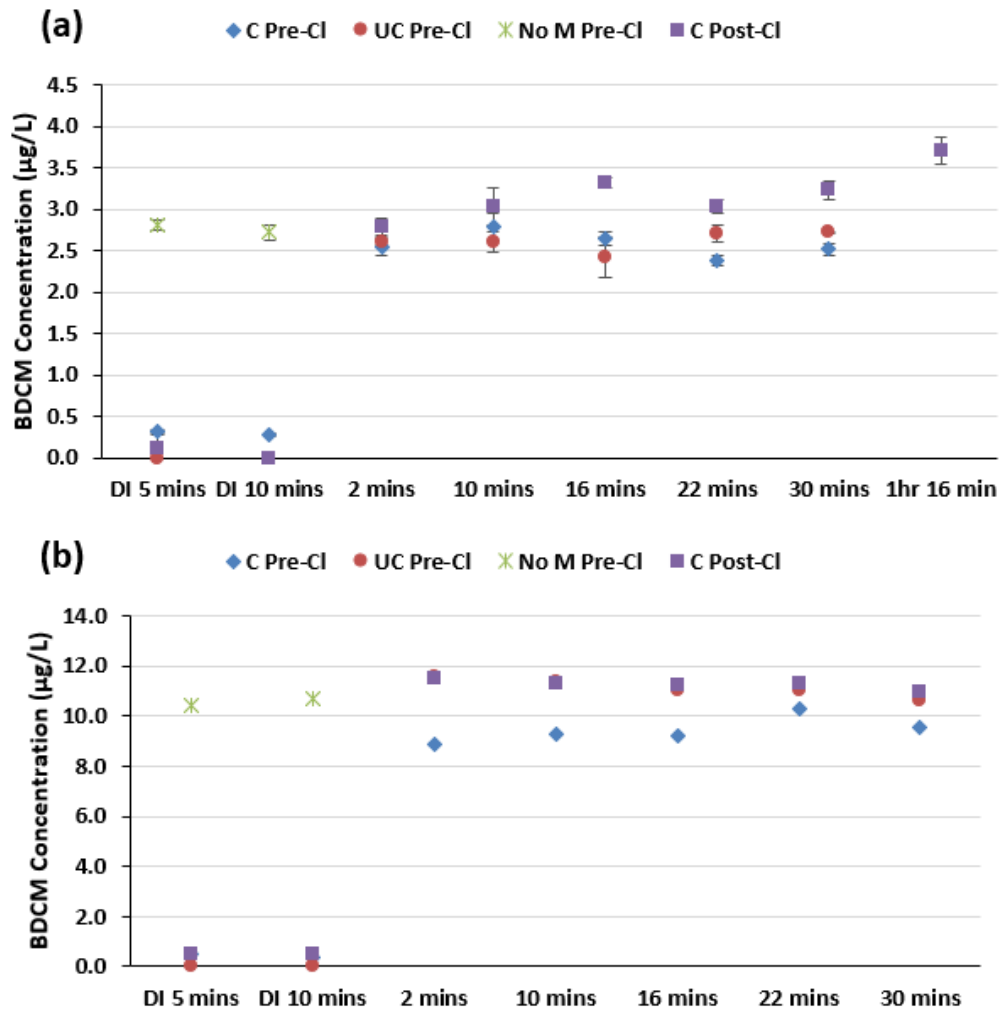 (a)
C Pre-Cl UC Pre-Cl No M Pre-Cl C Post-Cl
BDCM Concentration (µg/L)
4.5
4.0
3.5
3.0
2.5
2.0
1.5
1.0
0.5
0.0
DI 5 mins DI 10 mins 2 mins 10 mins 16 mins 22 mins 30 mins 1hr 16 min
(b)
C Pre-Cl UC Pre-Cl No M Pre-Cl C Post-Cl
BDCM Concentration (µg/L)
14.0
12.0
10.0
8.0
6.0
4.0
2.0
0.0
DI 5 mins DI 10 mins 2 mins 10 mins 16 mins 22 mins 30 mins